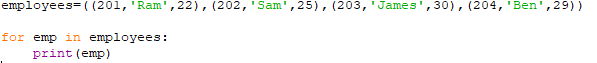 employees=((201,'Ram',22),(202,'Sam',25),(203,'James',30),(204,'Ben',29))
for emp in employees:
    print(emp)